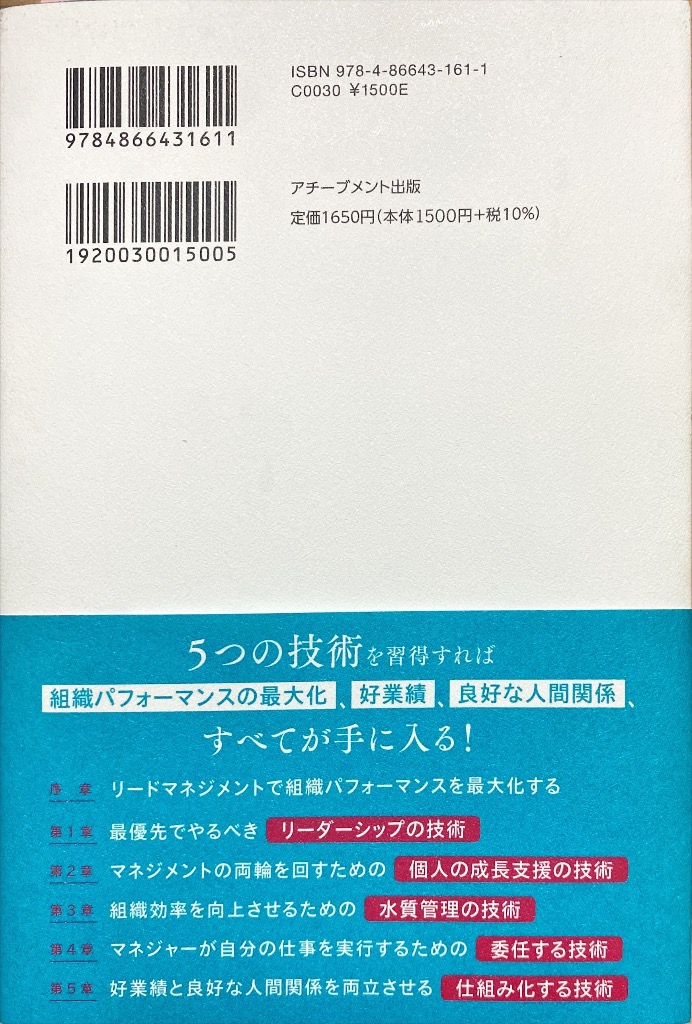 ISBN 978-4-86643-161-1
C0030 ¥1500E
9784866431611
アチーブメント出版
定価1650円(本体1500円+税10%)
1920030015005
5つの技術を習得すれば
組織パフォーマンスの最大化、好業績、良好な人間関係、
すべてが手に入る!
序 章 リードマネジメントで組織パフォーマンスを最大化する
第1章 最優先でやるべき リーダーシップの技術
第2章 マネジメントの両輪を回すための 個人の成長支援の技術
第3章 組織効率を向上させるための 水質管理の技術
第4章 マネジャーが自分の仕事を実行するための 委任する技術
第5章 好業績と良好な人間関係を両立させる 仕組み化する技術